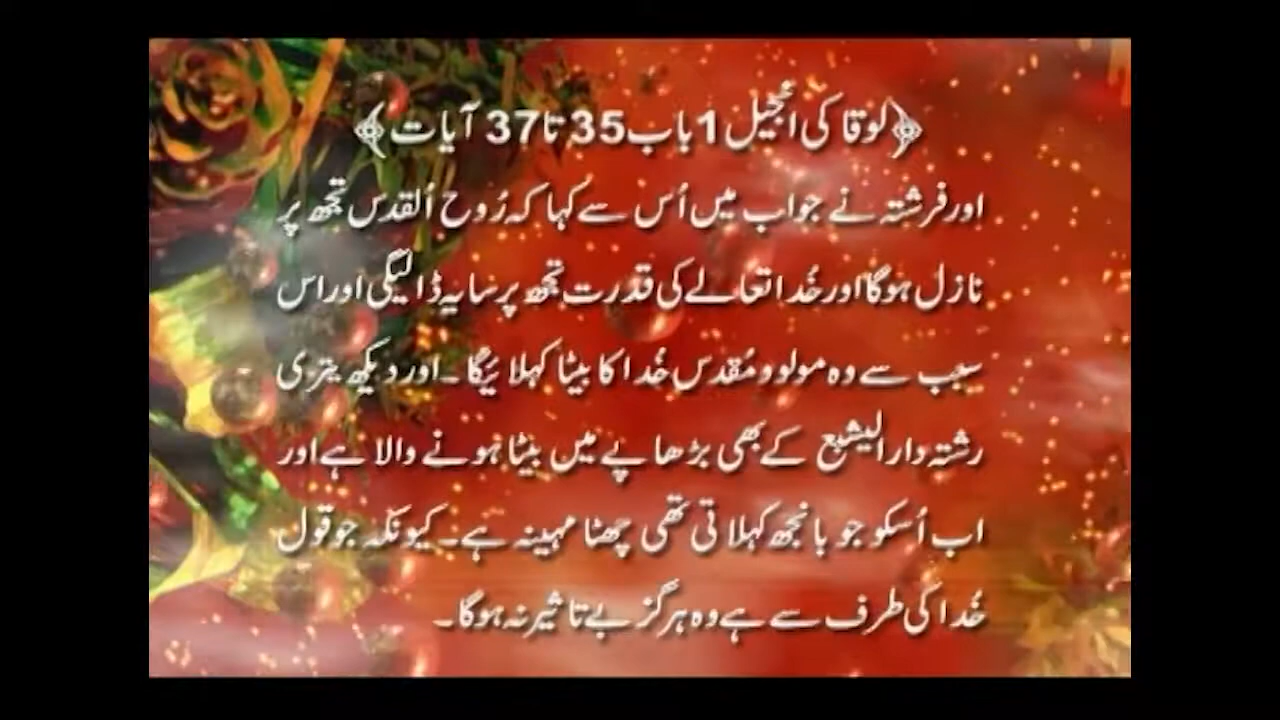 ﴿لوقا کی انجیل 1 باب 35 تا 37 آیات﴾
اور فرشتہ نے جواب میں اُس سے کہا کہ رُوح اُلقدس تجھ پر
نازل ہوگا اور خُدا تعالےٰ کی قدرت تجھ پر سایہ ڈالیگی اور اس
سبب سے وہ مولود مُقدس خُدا کا بیٹا کہلائیگا۔ اور دیکھ تیری
رشتہ دار الیشبع کے بھی بڑھاپے میں بیٹا ہونے والا ہے اور
اب اُسکو جو بانجھ کہلاتی تھی چھٹا مہینہ ہے۔ کیونکہ جو قول
خُدا کی طرف سے ہے وہ ہرگز بے تاثیر نہ ہوگا۔